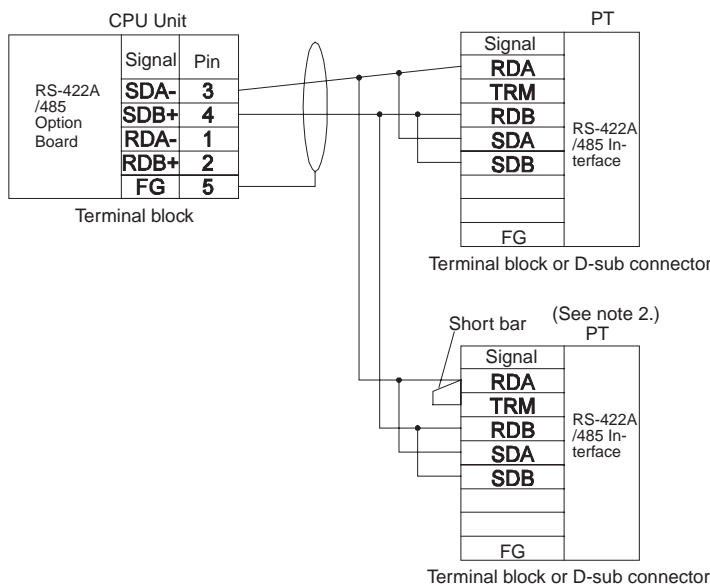 CPU Unit
RS-422A
/485
Option
Board
Signal Pin
SDA- 3
SDB+ 4
RDA- 1
RDB+ 2
FG 5
Terminal block
PT
Signal
RDA
TRM
RDB
SDA
SDB
FG
RS-422A
/485 In-
terface
Terminal block or D-sub connector
Short bar
(See note 2.)
PT
Signal
RDA
TRM
RDB
SDA
SDB
FG
RS-422A
/485 In-
terface
Terminal block or D-sub connector